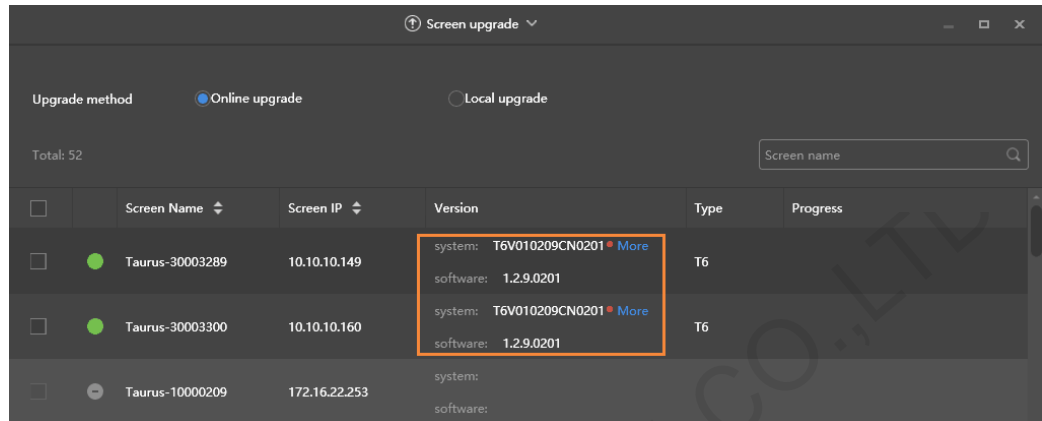 Screen upgrade
Upgrade method Online upgrade Local upgrade
Total: 52 Screen name
Screen Name Screen IP Version Type Progress
system: T6V010209CN0201 More
Taurus-30003289 10.10.10.149 T6
software: 1.2.9.0201
system: T6V010209CN0201 More
Taurus-30003300 10.10.10.160 T6
software: 1.2.9.0201
system:
Taurus-10000209 172.16.22.253
software:
CO.,LTD